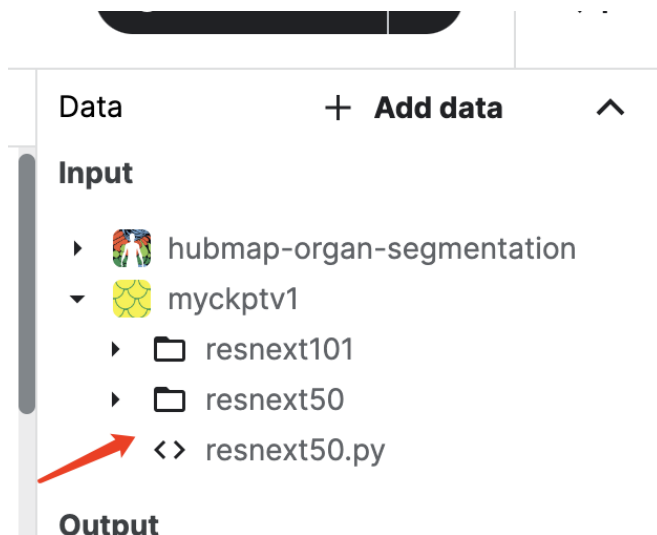 Data
+ Add data
Input
hubmap-organ-segmentation
myckptv1
resnext101
resnext50
<> resnext50.py
Output